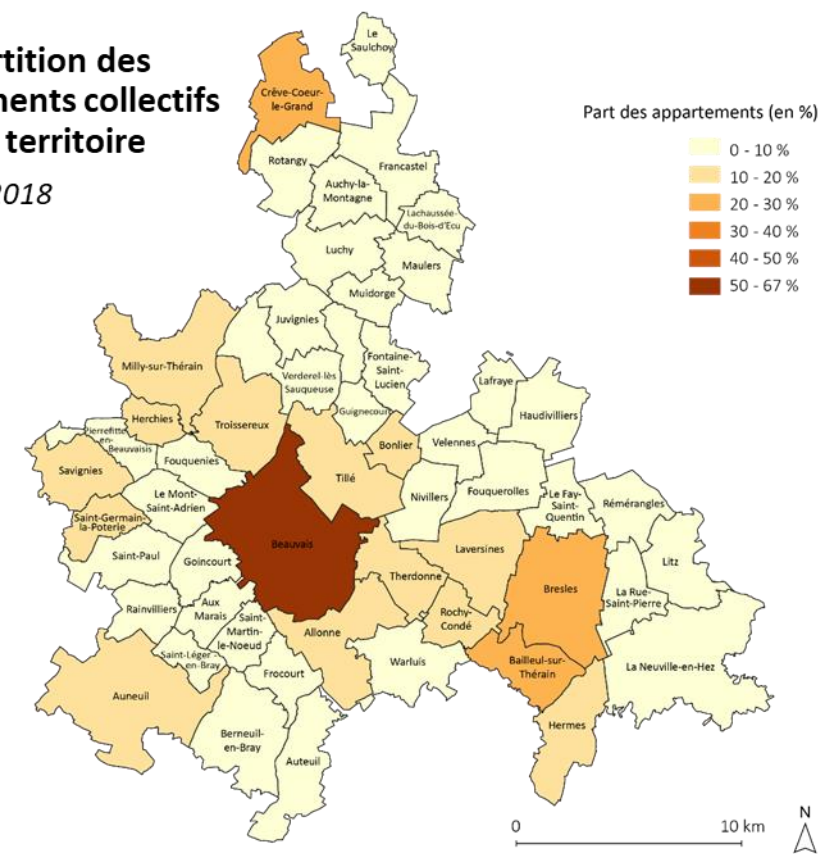 rtition des
ments collectifs
territoire
2018
Part des appartements (en %)
0 - 10 %
10 - 20 %
20 - 30 %
30 - 40 %
40 - 50 %
50 - 67 %
Le
Saulchoy
Crêve-Coeur-
le-Grand
Rotangy
Francastel
Auchy-la-
Montagne
Lachaussée-
du-Bois-d'Ecu
Luchy
Maulers
Muidorge
Juvignies
Fontaine-
Saint-
Lucien
Milly-sur-Thérain
Verderel-lès
Sauqueuse
Lafraye
Haudivilliers
Guignecourt
Herchies
Troissereux
Pierrefitte
en-
Beauvaisis
Bonlier
Velennes
Fouquenies
Savignies
Tillé
Nivillers
Fouquerolles
Le Mont-
Saint-Adrien
Le Fay-
Saint-
Quentin
Rémérangles
Saint-Germain-
la-Poterie
Saint-Paul
Goincourt
Beauvais
Laversines
Litz
Therdonne
Bresles
La Rue-
Saint-Pierre
Rainvilliers
Aux
Marais
Saint-
Martin-
le-Noeud
Allonne
Rochy-
Condé
Saint-Léger-
en-Bray
Frocourt
Warluis
Bailleul-sur-
Thérain
La Neuville-en-Hez
Auneuil
Berneuil-
en-Bray
Auteuil
Hermes
0
10 km
N